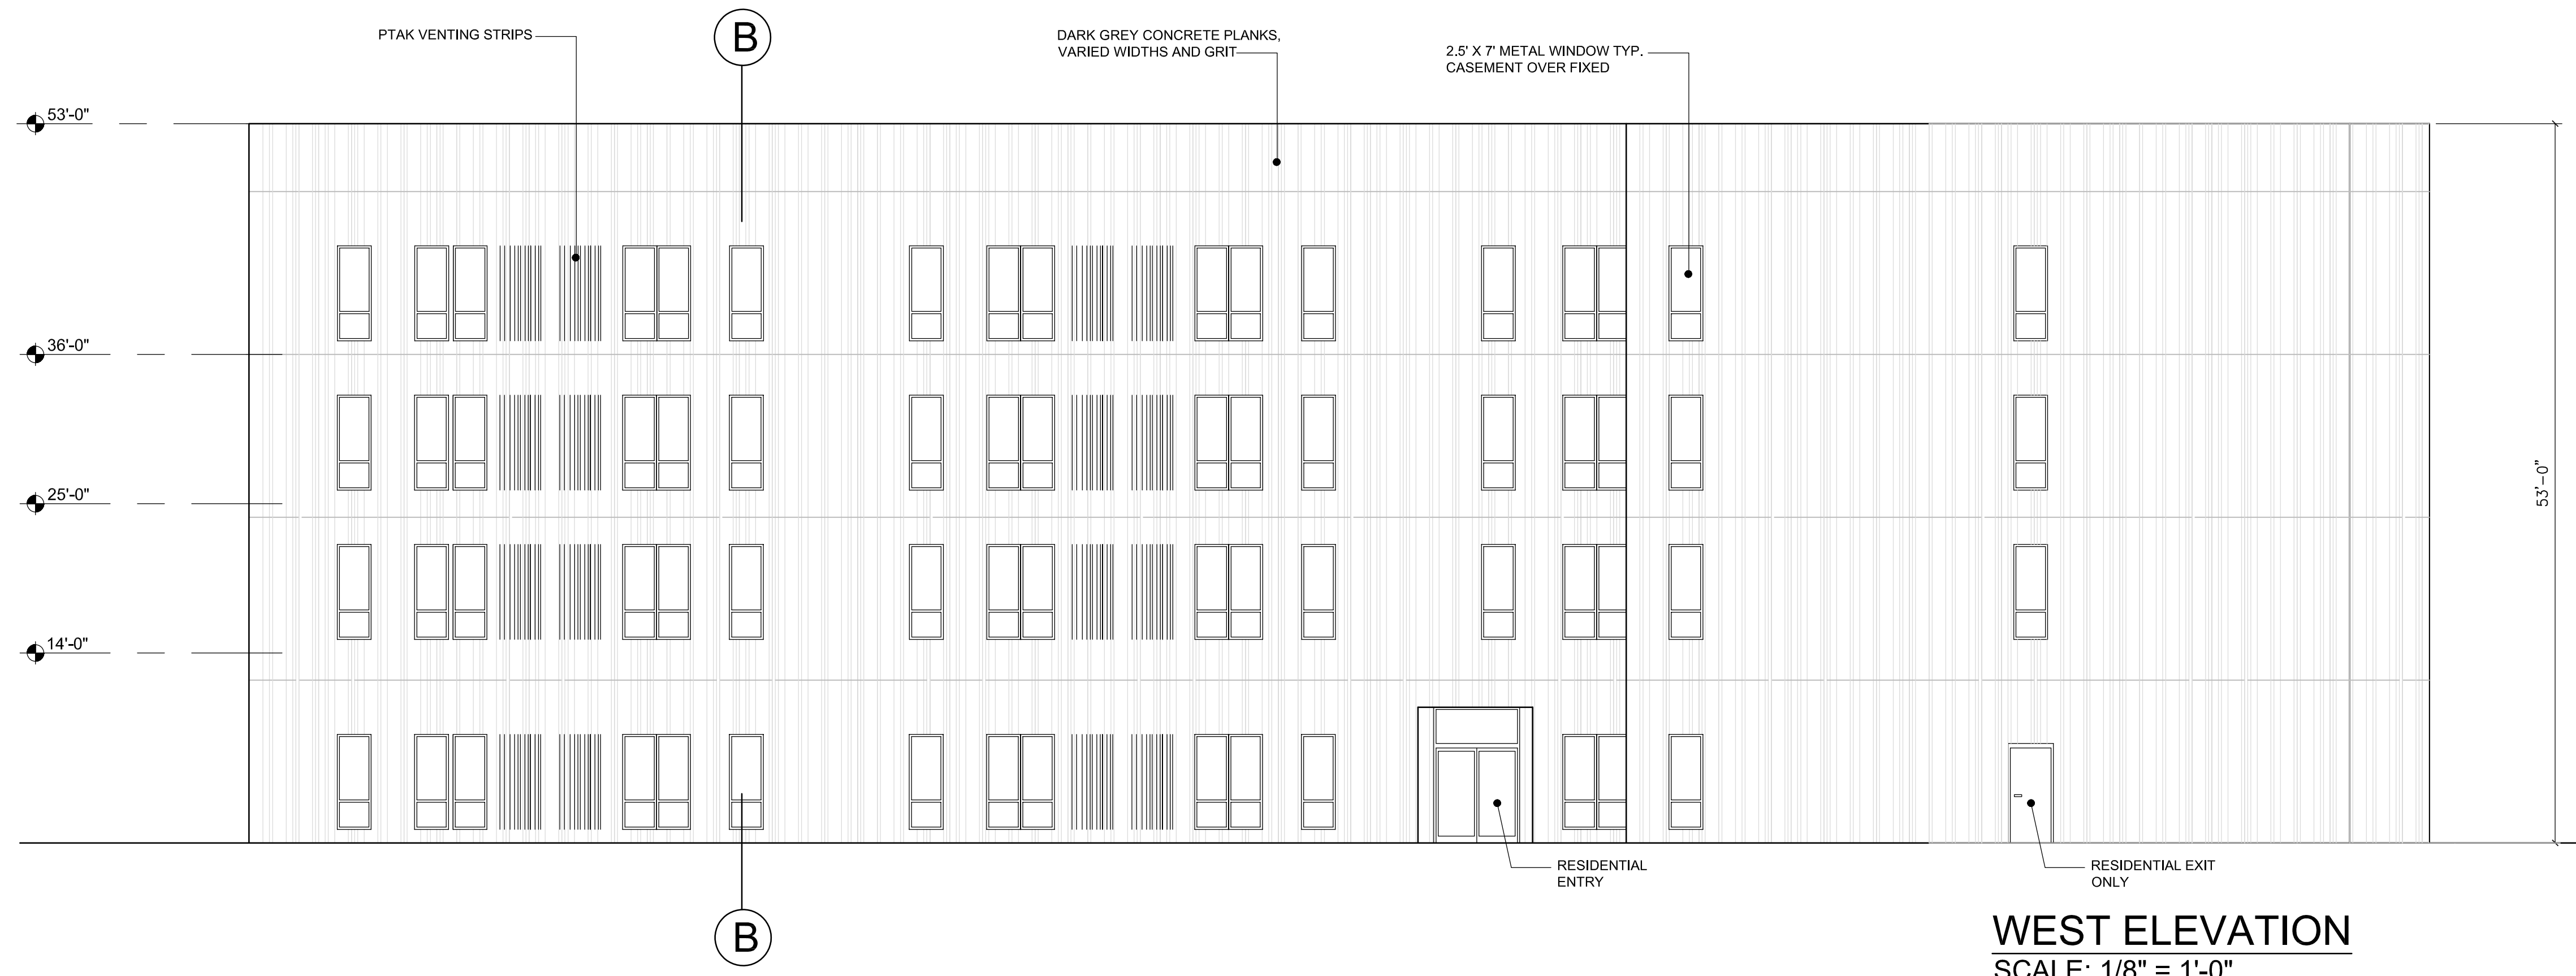 PTAK VENTING STRIPS
B
DARK GREY CONCRETE PLANKS,
VARIED WIDTHS AND GRIT
2.5' X 7' METAL WINDOW TYP.
CASEMENT OVER FIXED
53'-0"
36'-0"
25'-0"
14'-0"
53'-0"
RESIDENTIAL
ENTRY
RESIDENTIAL EXIT
ONLY
B
WEST ELEVATION
SCALE: 1/8" = 1'-0"